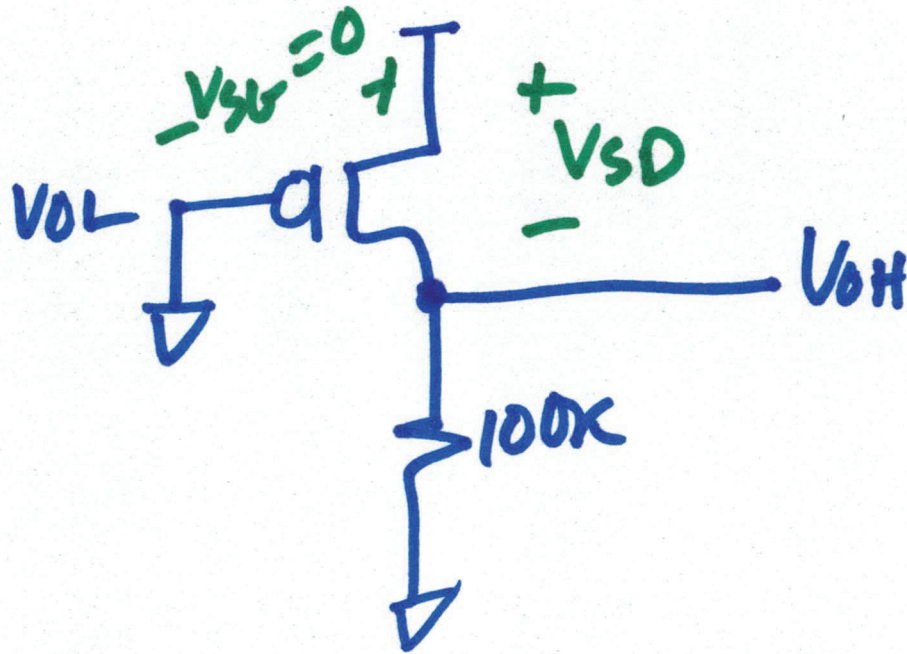 - VSG = 0 +
+
VSD
-
VOL
VOH
100K